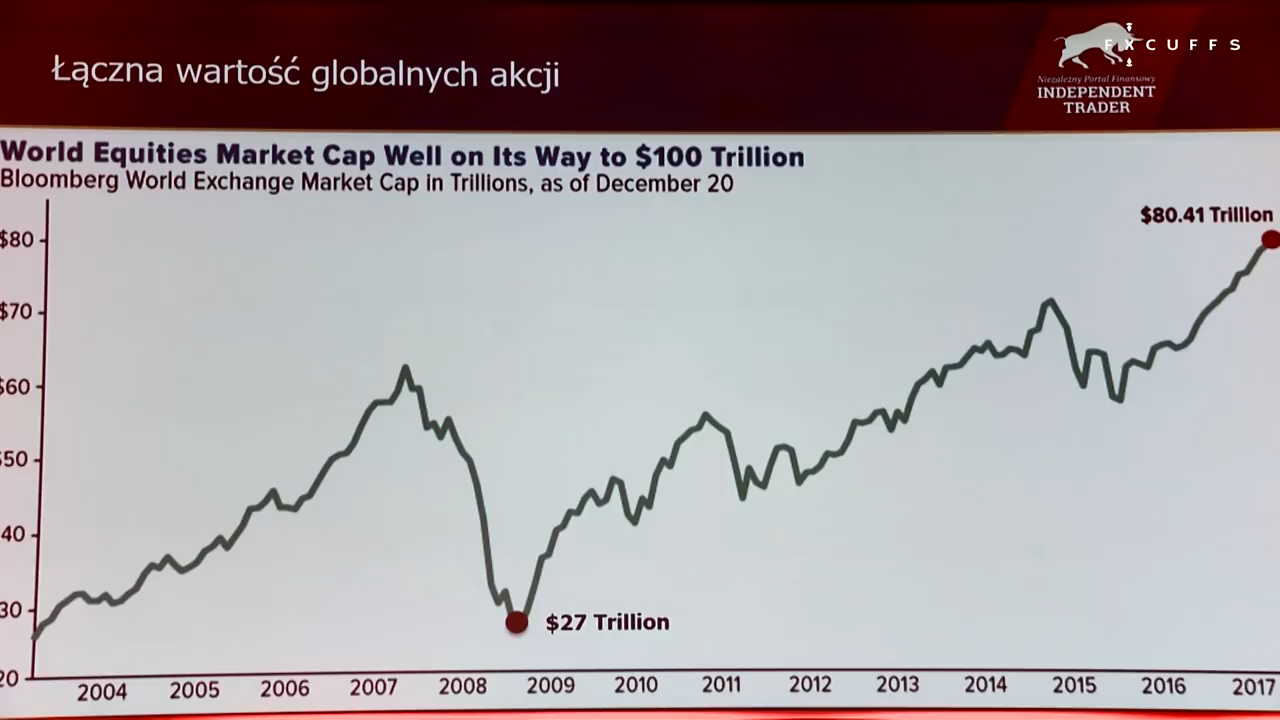 Łączna wartość globalnych akcji
FXCUFFS
Niezależny Portal Finansowy
INDEPENDENT
TRADER
World Equities Market Cap Well on Its Way to $100 Trillion
Bloomberg World Exchange Market Cap in Trillions, as of December 20
$80.41 Trillion
$80
$70
$60
$50
40
30
20
$27 Trillion
2004 2005 2006 2007 2008 2009 2010 2011 2012 2013 2014 2015 2016 2017